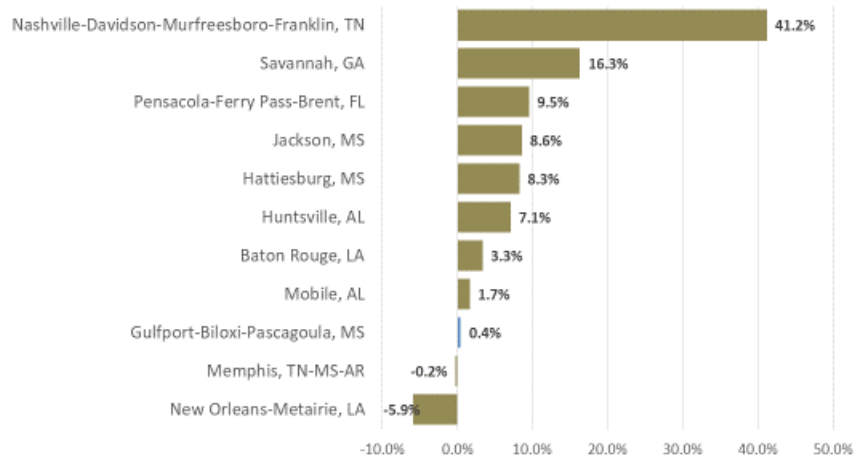 Nashville-Davidson-Murfreesboro-Franklin, TN 41.2%
Savannah, GA 16.3%
Pensacola-Ferry Pass-Brent, FL 9.5%
Jackson, MS 8.6%
Hattiesburg, MS 8.3%
Huntsville, AL 7.1%
Baton Rouge, LA 3.3%
Mobile, AL 1.7%
Gulfport-Biloxi-Pascagoula, MS 0.4%
Memphis, TN-MS-AR -0.2%
New Orleans-Metairie, LA -5.9%
-10.0% 0.0% 10.0% 20.0% 30.0% 40.0% 50.0%